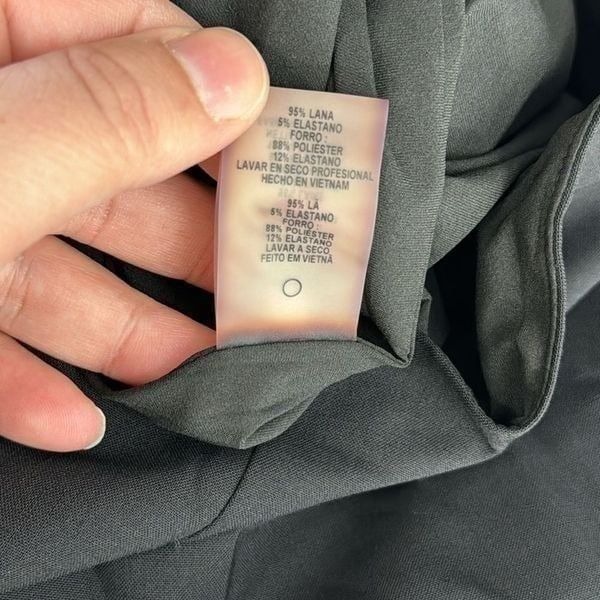 95% LANA
5% ELASTANO
FORRO :
88% POLIESTER
12% ELASTANO
LAVAR EN SECO PROFESIONAL
HECHO EN VIETNAM
95% LÃ
5% ELASTANO
FORRO :
88% POLIÉSTER
12% ELASTANO
LAVAR A SECO
FEITO EM VIETNÃ